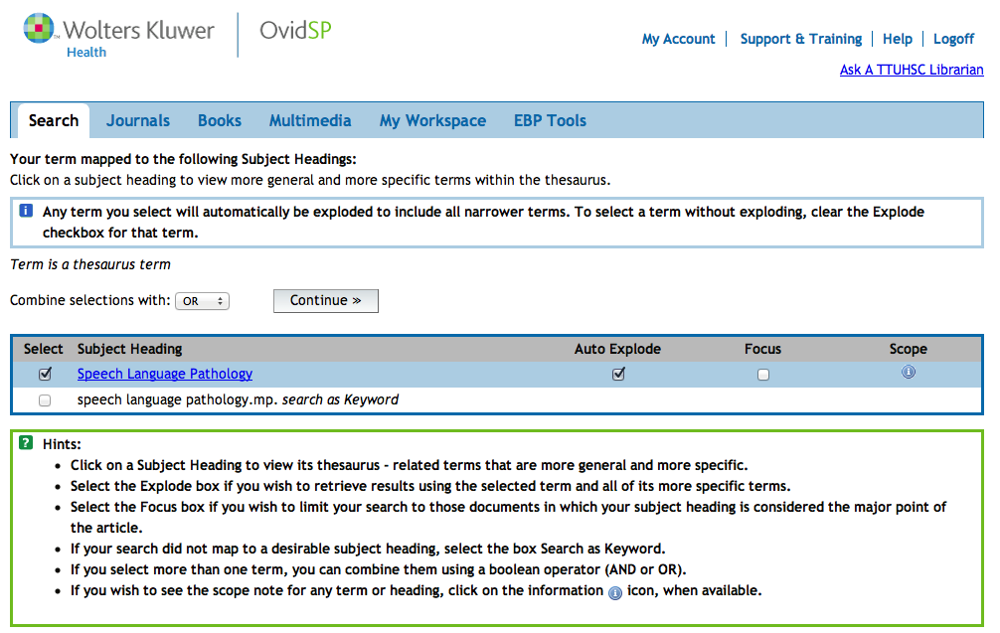 Wolters Kluwer OvidSP
Health
My Account | Support & Training | Help | Logoff
Ask A TTUHSC Librarian
Search Journals Books Multimedia My Workspace EBP Tools
Your term mapped to the following Subject Headings:
Click on a subject heading to view more general and more specific terms within the thesaurus.
i Any term you select will automatically be exploded to include all narrower terms. To select a term without exploding, clear the Explode
checkbox for that term.
Term is a thesaurus term
Combine selections with: OR Continue »
Select Subject Heading Auto Explode Focus Scope
Speech Language Pathology
speech language pathology.mp. search as Keyword
? Hints:
• Click on a Subject Heading to view its thesaurus - related terms that are more general and more specific.
• Select the Explode box if you wish to retrieve results using the selected term and all of its more specific terms.
• Select the Focus box if you wish to limit your search to those documents in which your subject heading is considered the major point of
the article.
• If your search did not map to a desirable subject heading, select the box Search as Keyword.
• If you select more than one term, you can combine them using a boolean operator (AND or OR).
• If you wish to see the scope note for any term or heading, click on the information i icon, when available.